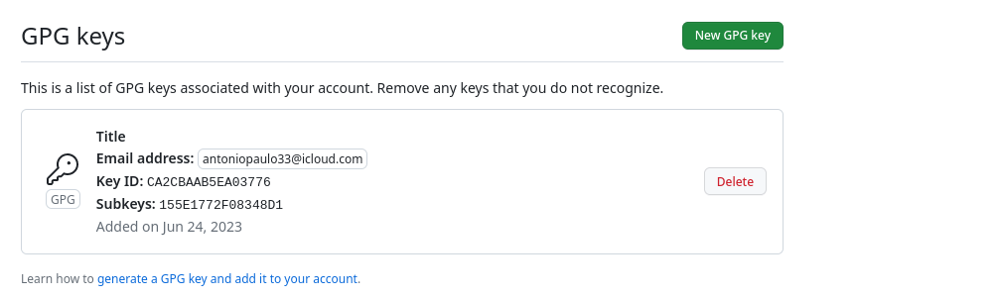 GPG keys
New GPG key
This is a list of GPG keys associated with your account. Remove any keys that you do not recognize.
Title
Email address: antoniopaulo33@icloud.com
Key ID: CA2CBAAB5EA03776
GPG
Subkeys: 155E1772F08348D1
Delete
Added on Jun 24, 2023
Learn how to generate a GPG key and add it to your account.